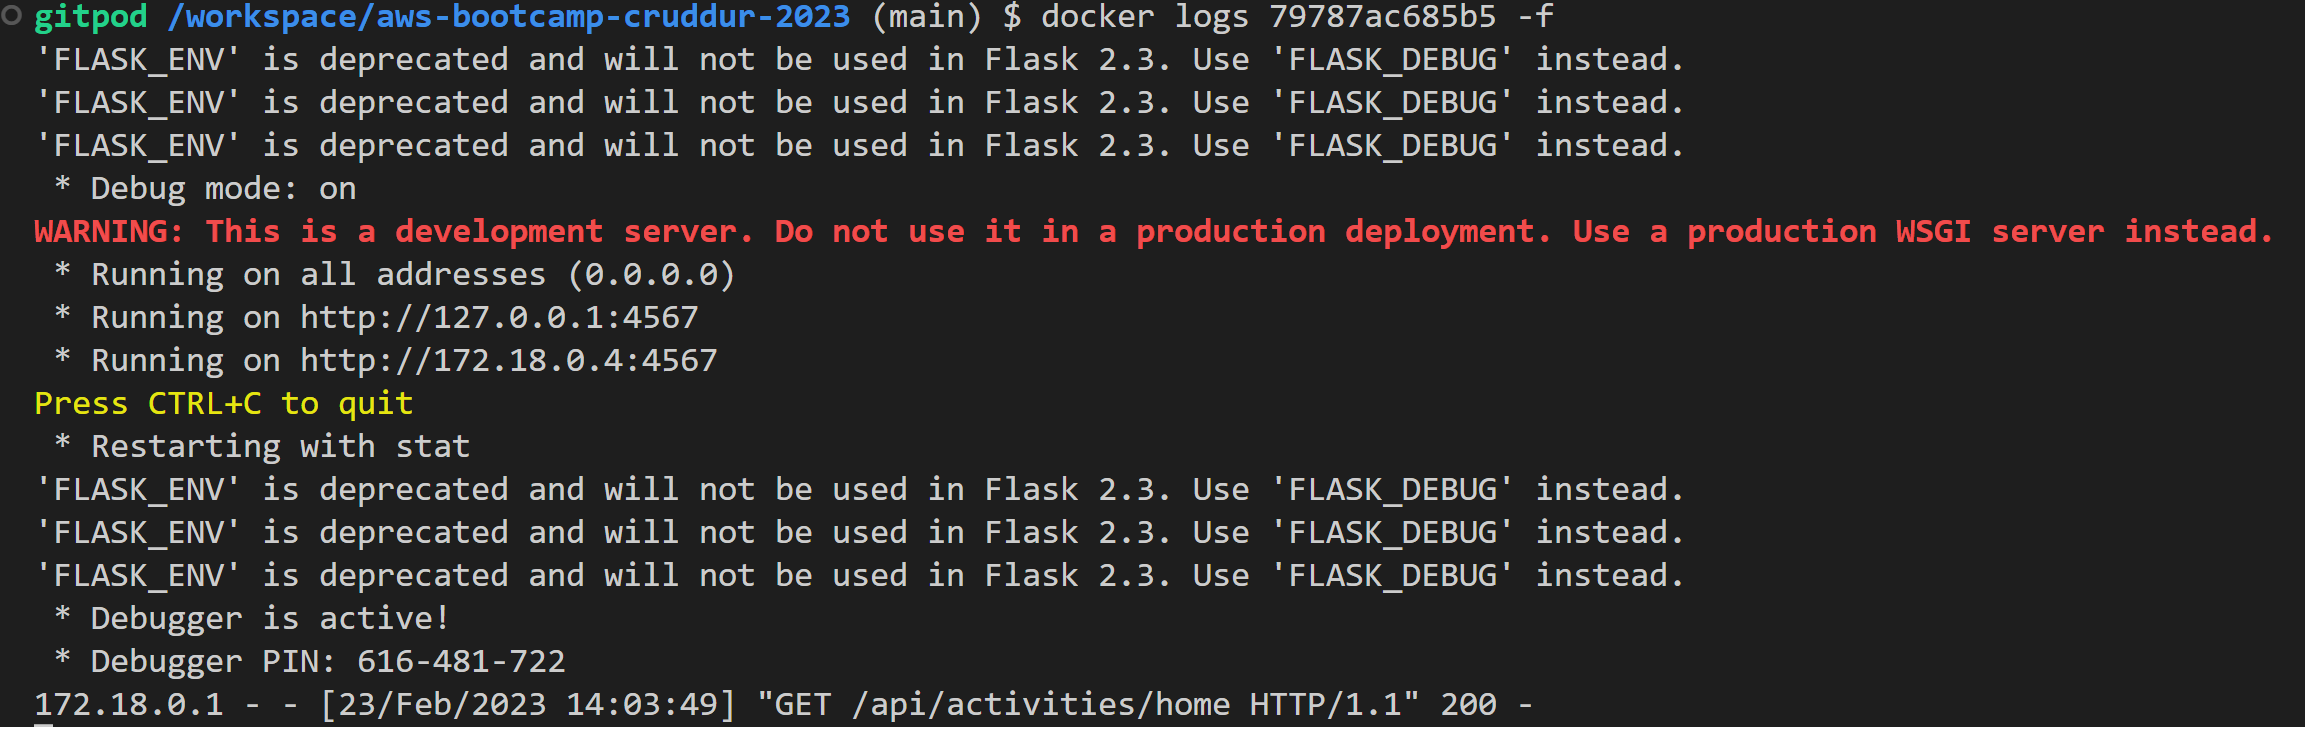 gitpod /workspace/aws-bootcamp-cruddur-2023 (main) $ docker logs 79787ac685b5 -f
'FLASK_ENV' is deprecated and will not be used in Flask 2.3. Use 'FLASK_DEBUG' instead.
'FLASK_ENV' is deprecated and will not be used in Flask 2.3. Use 'FLASK_DEBUG' instead.
'FLASK_ENV' is deprecated and will not be used in Flask 2.3. Use 'FLASK_DEBUG' instead.
 * Debug mode: on
WARNING: This is a development server. Do not use it in a production deployment. Use a production WSGI server instead.
 * Running on all addresses (0.0.0.0)
 * Running on http://127.0.0.1:4567
 * Running on http://172.18.0.4:4567
Press CTRL+C to quit
 * Restarting with stat
'FLASK_ENV' is deprecated and will not be used in Flask 2.3. Use 'FLASK_DEBUG' instead.
'FLASK_ENV' is deprecated and will not be used in Flask 2.3. Use 'FLASK_DEBUG' instead.
'FLASK_ENV' is deprecated and will not be used in Flask 2.3. Use 'FLASK_DEBUG' instead.
 * Debugger is active!
 * Debugger PIN: 616-481-722
172.18.0.1 - - [23/Feb/2023 14:03:49] "GET /api/activities/home HTTP/1.1" 200 -